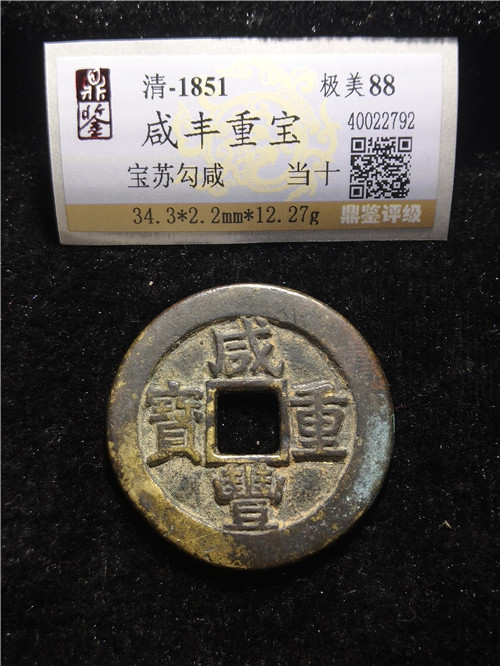 鼎鉴
清-1851 极美88
咸丰重宝 40022792
宝苏勾咸 当十
34.3*2.2mm*12.27g 鼎鉴评级
咸
寶 重
豐